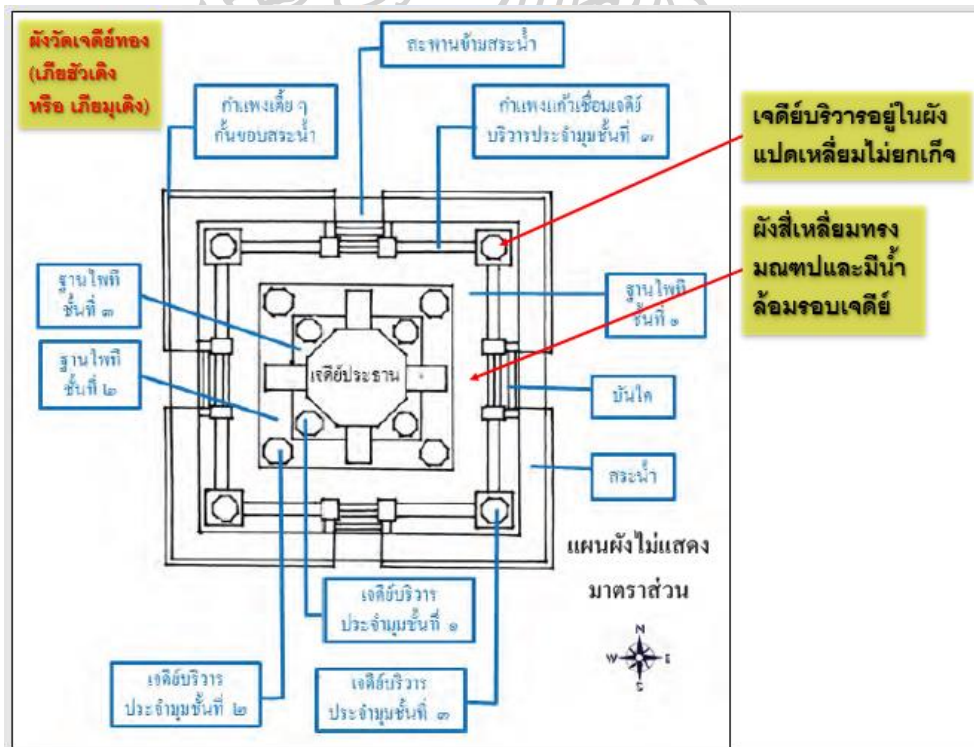 ผังวัดเจดีย์ทอง
(เภียฮัวเดิง
หรือ เภียมุเดิง)
สะพานข้ามสระน้ำ
กำแพงเตี้ย ๆ
กั้นขอบสระน้ำ
กำแพงแก้วเชื่อมเจดีย์
บริวารประจำมุมชั้นที่ ๓
เจดีย์บริวารอยู่ในผัง
แปดเหลี่ยมไม่ยกเก็จ
ผังสี่เหลี่ยมทรง
มณฑปและมีน้ำ
ล้อมรอบเจดีย์
ฐานไพที
ชั้นที่ ๓
ฐานไพที
ชั้นที่ ๑
ฐานไพที
ชั้นที่ ๒
เจดีย์ประธาน
บันได
สระน้ำ
แผนผังไม่แสดง
มาตราส่วน
เจดีย์บริวาร
ประจำมุมชั้นที่ ๑
เจดีย์บริวาร
ประจำมุมชั้นที่ ๒
เจดีย์บริวาร
ประจำมุมชั้นที่ ๓
N
W
E
S